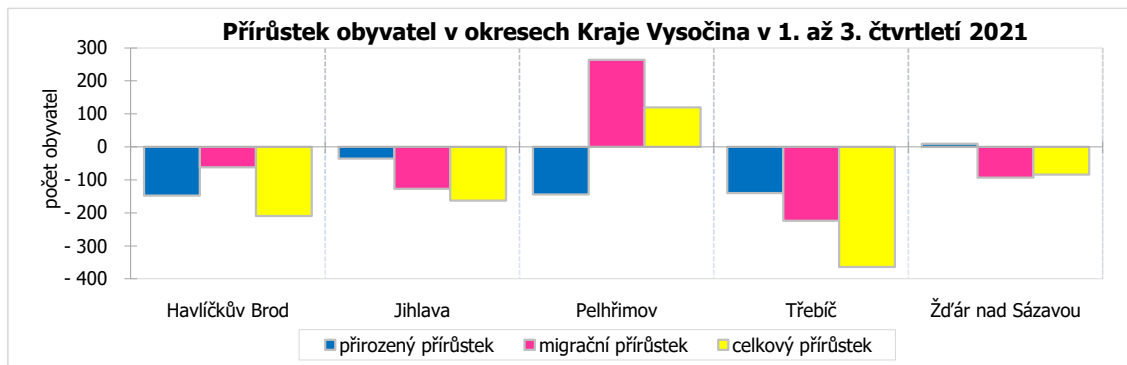 Přírůstek obyvatel v okresech Kraje Vysočina v 1. až 3. čtvrtletí 2021
počet obyvatel
300
200
100
0
- 100
- 200
- 300
- 400
Havlíčkův Brod
Jihlava
Pelhřimov
Třebíč
Žďár nad Sázavou
přirozený přírůstek
migrační přírůstek
celkový přírůstek